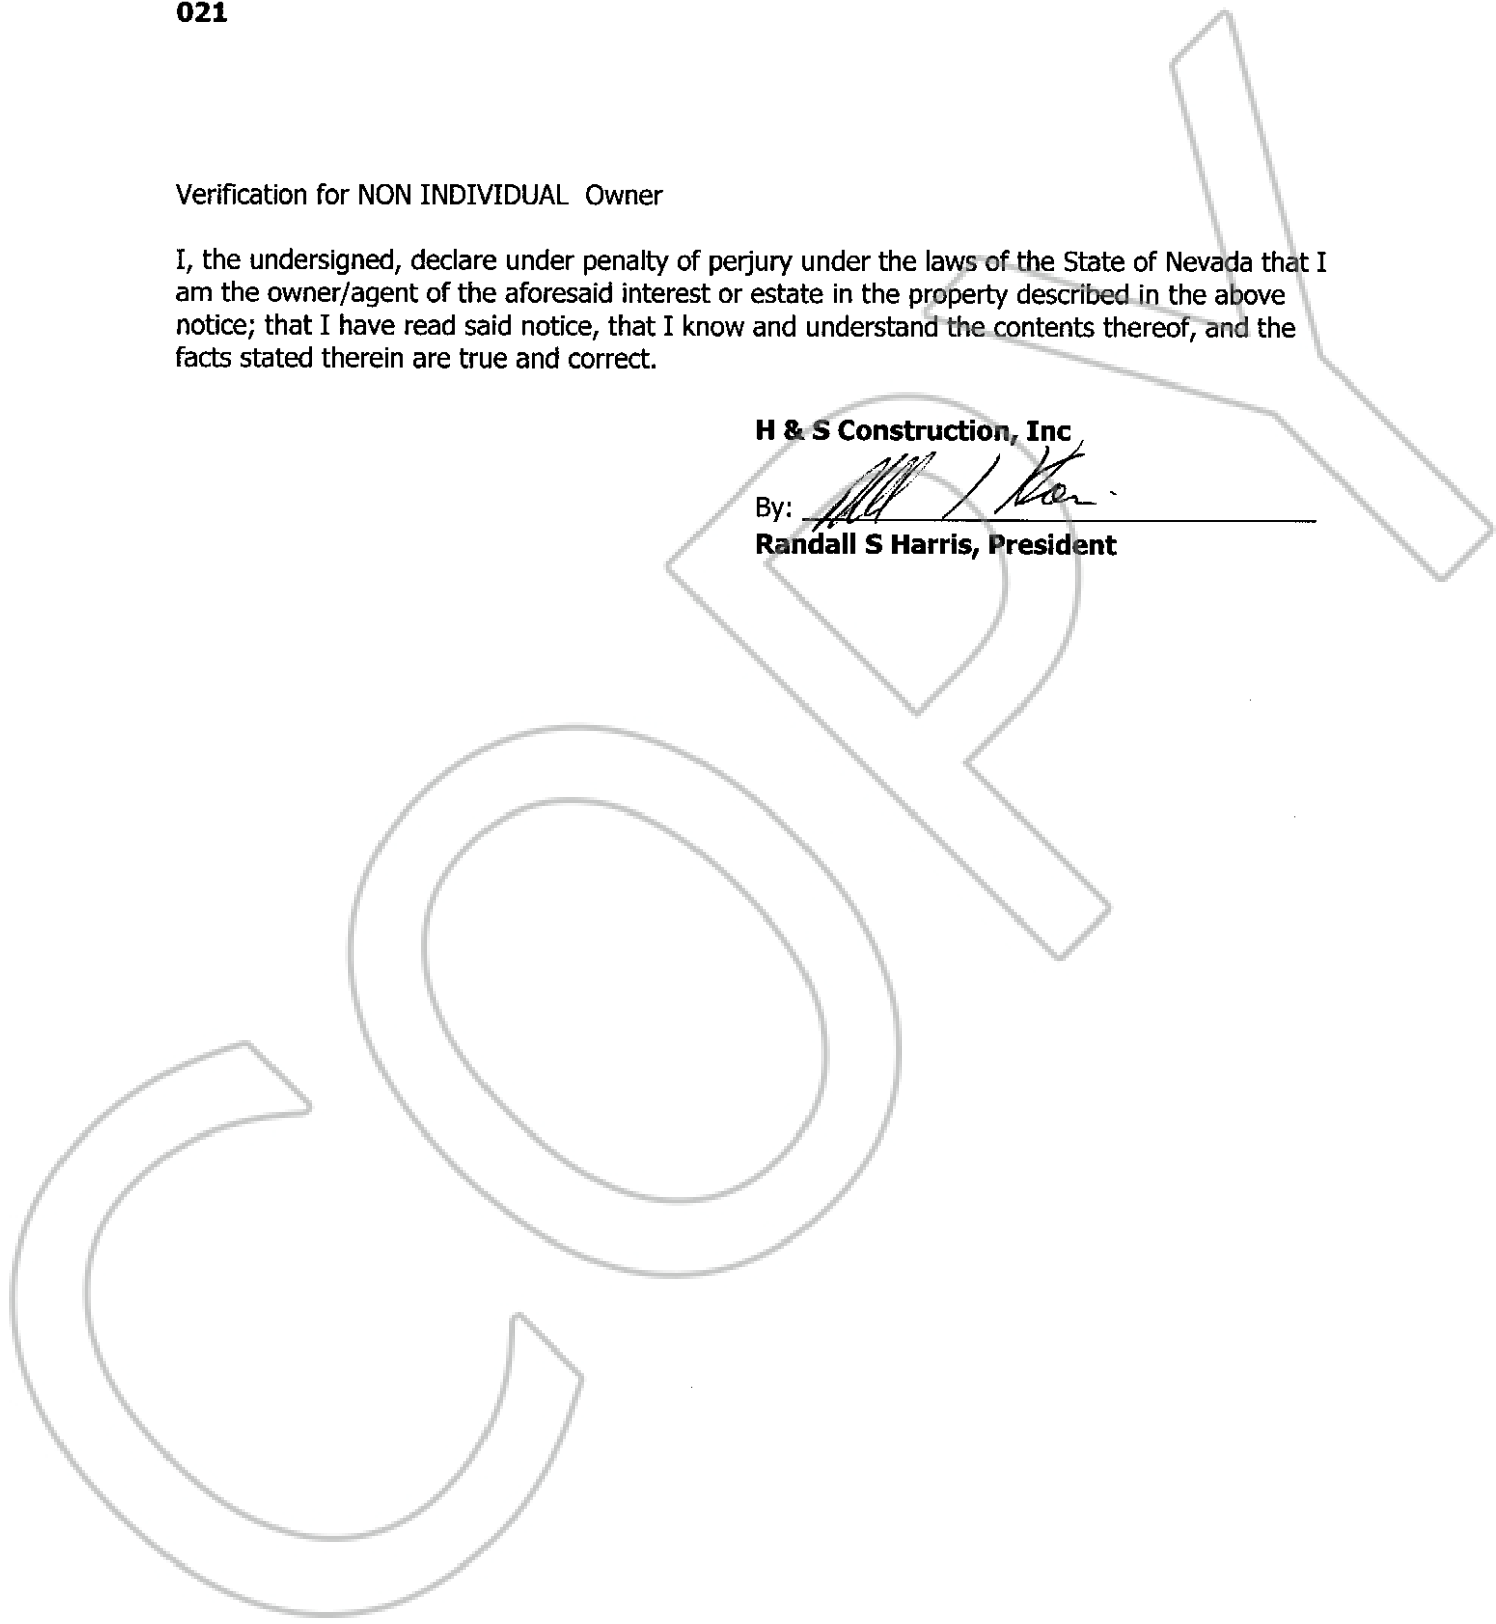 021
Verification for NON INDIVIDUAL Owner
I, the undersigned, declare under penalty of perjury under the laws of the State of Nevada that I
am the owner/agent of the aforesaid interest or estate in the property described in the above
notice; that I have read said notice, that I know and understand the contents thereof, and the
facts stated therein are true and correct.
H & S Construction, Inc
By:
Randall S Harris, President
COPY